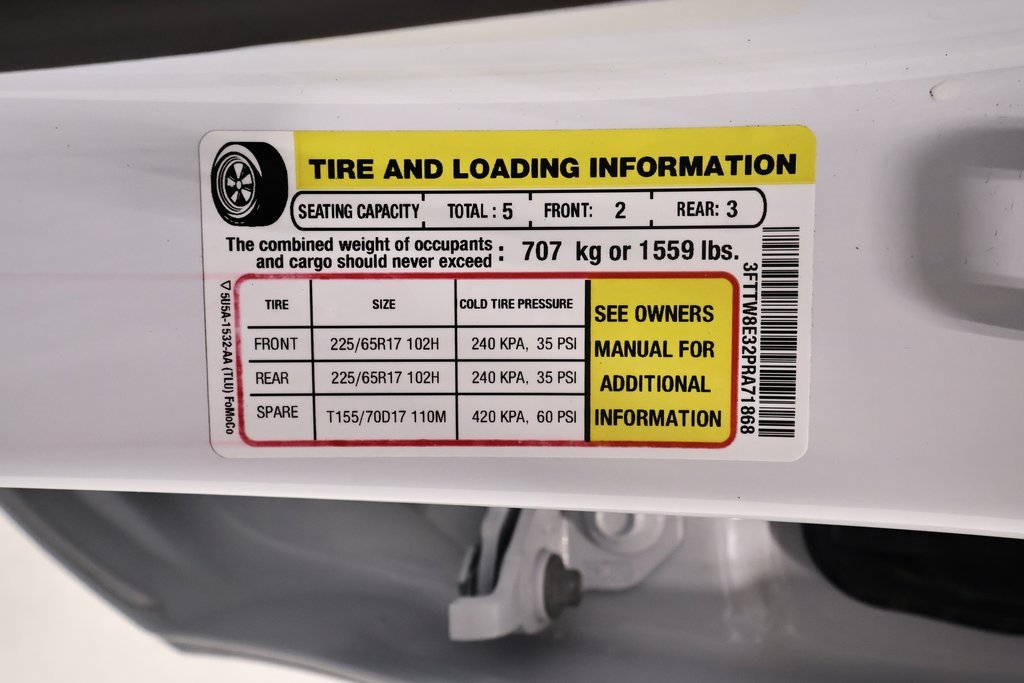 TIRE AND LOADING INFORMATION
SEATING CAPACITY TOTAL : 5 FRONT: 2 REAR: 3
The combined weight of occupants and cargo should never exceed : 707 kg or 1559 lbs.
TIRE SIZE COLD TIRE PRESSURE
FRONT 225/65R17 102H 240 KPA, 35 PSI
REAR 225/65R17 102H 240 KPA, 35 PSI
SPARE T155/70D17 110M 420 KPA, 60 PSI
SEE OWNERS
MANUAL FOR
ADDITIONAL
INFORMATION
5U5A-1532-AA (TLU) FoMoCo
3FTTW8E32PRA71868